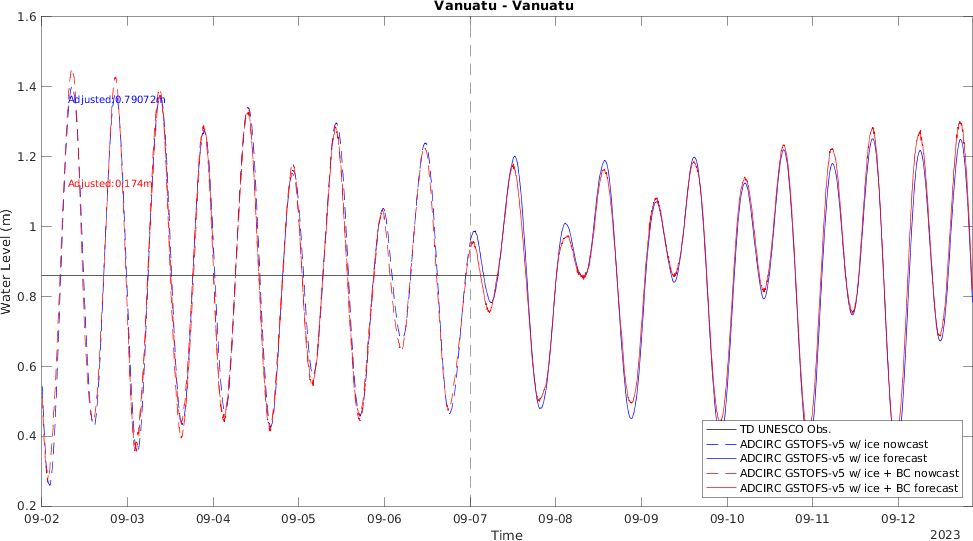 Vanuatu - Vanuatu
1.6
1.4
1.2
1
0.8
0.6
0.4
0.2
Water Level (m)
Adjusted:0.79072m
Adjusted:0.174m
TD UNESCO Obs.
ADCIRC GSTOFS-v5 w/ ice nowcast
ADCIRC GSTOFS-v5 w/ ice forecast
ADCIRC GSTOFS-v5 w/ ice + BC nowcast
ADCIRC GSTOFS-v5 w/ ice + BC forecast
09-02 09-03 09-04 09-05 09-06 09-07 09-08 09-09 09-10 09-11 09-12
Time
2023